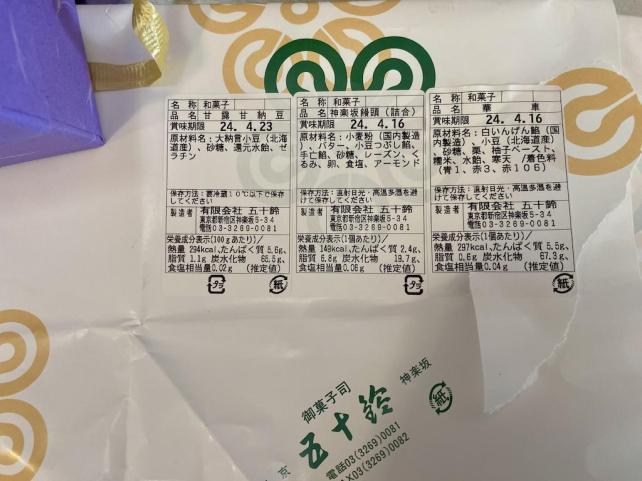 名　称 和菓子
品　名 甘露甘納豆
賞味期限 24. 4.23
原材料名：大納言小豆（北海
道産）、砂糖、還元水飴、ゼ
ラチン
保存方法：要冷蔵１０℃以下で保存
してください
製造者 有限会社 五十鈴
東京都新宿区神楽坂5-34
電話03-3269-0081
栄養成分表示(100gあたり)／
熱量 294kcal､たんぱく質 5.6g､
脂質 1.1g 炭水化物 65.5g､
食塩相当量0.02g (推定値)
プラ
紙
名　称 和菓子
品　名 神楽坂饅頭（詰合）
賞味期限 24. 4.16
原材料名：小麦粉（国内製造
）、バター、小豆つぶし餡、
手亡餡、砂糖、レーズン、く
るみ、卵、食塩、アーモンド
保存方法：直射日光・高温多湿を避
けて保存してください
製造者 有限会社 五十鈴
東京都新宿区神楽坂5-34
電話03-3269-0081
栄養成分表示(1個あたり)／
熱量 149kcal､たんぱく質 2.4g､
脂質 6.8g 炭水化物 19.7g､
食塩相当量0.06g (推定値)
プラ
紙
名　称 和菓子
品　名 華　車
賞味期限 24. 4.16
原材料名：白いんげん餡（国
内製造）、小豆（北海道産）
、砂糖、栗、柚子ペースト、
糯米、水飴、寒天　／着色料
（青１、赤３、赤１０６）
保存方法：直射日光・高温多湿を避
けて保存してください
製造者 有限会社 五十鈴
東京都新宿区神楽坂5-34
電話03-3269-0081
栄養成分表示(1個あたり)／
熱量 297kcal､たんぱく質 5.5g､
脂質 0.6g 炭水化物 67.3g､
食塩相当量0.04g (推定値)
紙
御菓子司 神楽坂
五十鈴 紙
京 電話03(3269)0081
AX03(3269)0082